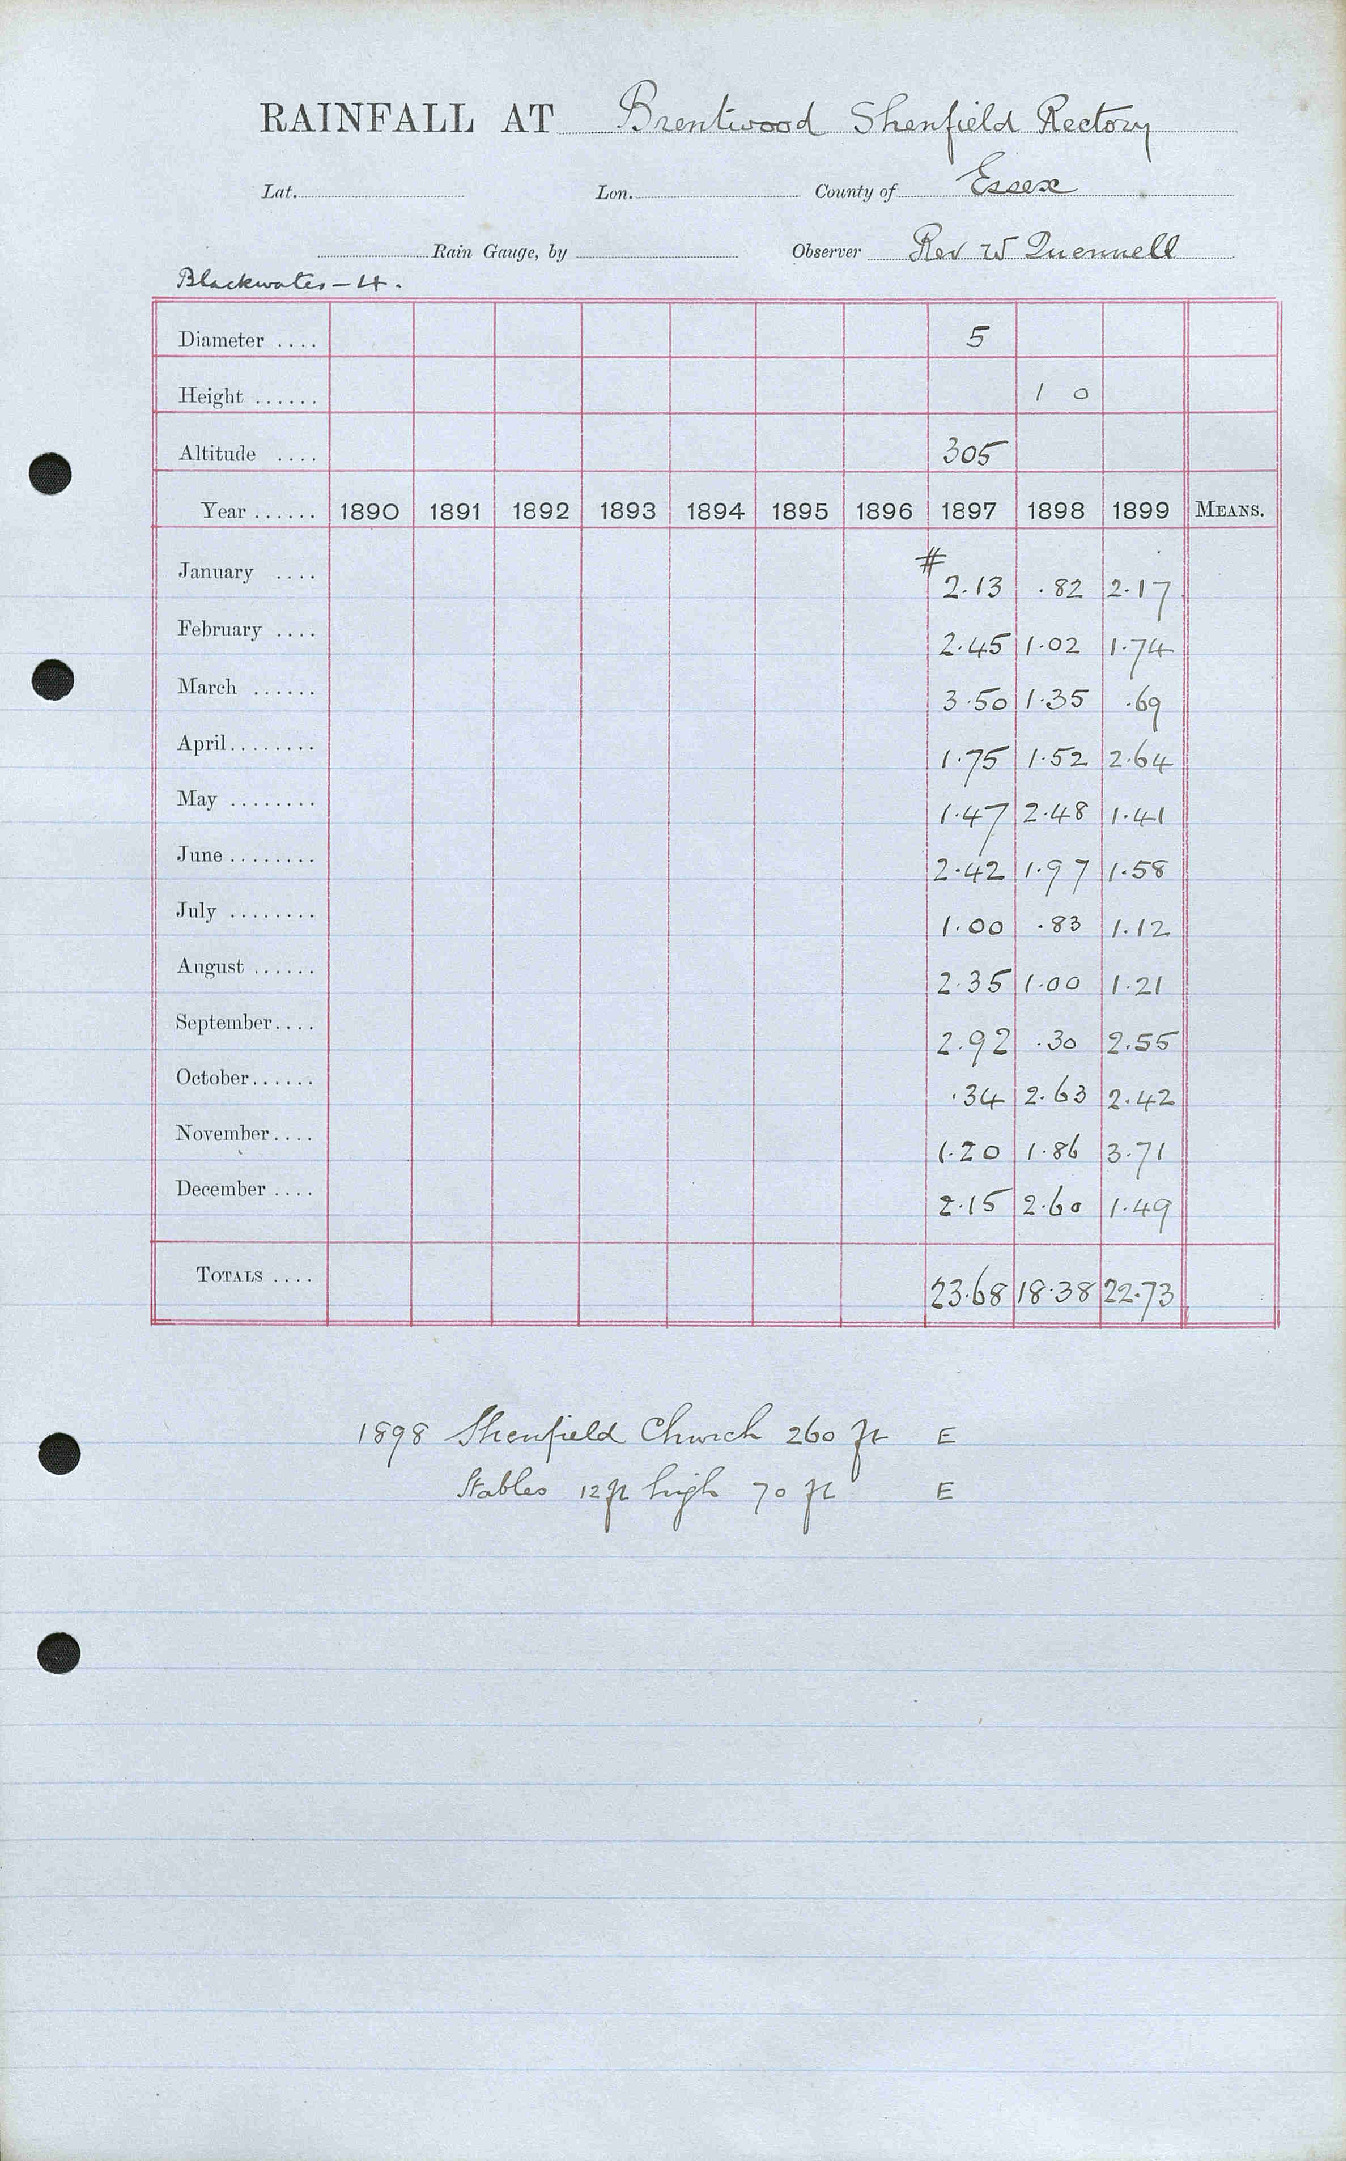 RAINFALL AT Brentwood Shenfield Rectory
Lat. Lon. County of Essex
Rain Gauge, by Observer Rev W Quennell
Blackwater – 4.
Diameter .... 5
Height ...... 1 0
Altitude .... 305
Year ...... 1890 1891 1892 1893 1894 1895 1896 1897 1898 1899 MEANS.
January .... # 2.13 .82 2.17
February .... 2.45 1.02 1.74
March ...... 3.50 1.35 .69
April........ 1.75 1.52 2.64
May ........ 1.47 2.48 1.41
June ........ 2.42 1.97 1.58
July ........ 1.00 .83 1.12
August ...... 2.35 1.00 1.21
September.... 2.92 .30 2.55
October...... .34 2.63 2.42
November.... 1.20 1.86 3.71
December .... 2.15 2.60 1.49
TOTALS .... 23.68 18.38 22.73
1898 Shenfield Church 260 ft E
Stables 12 ft high 70 ft E